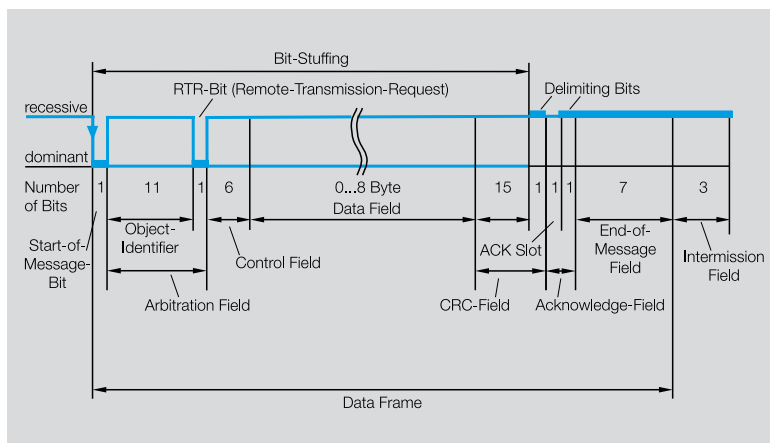 Bit-Stuffing
RTR-Bit (Remote-Transmission-Request)
Delimiting Bits
recessive
dominant
Number of Bits
1
11
1
6
0...8 Byte
15
1
1
1
7
3
Data Field
Start-of-
Message-
Bit
Object-
Identifier
Control Field
ACK Slot
End-of-
Message
Field
Intermission
Field
Arbitration Field
CRC-Field
Acknowledge-Field
Data Frame